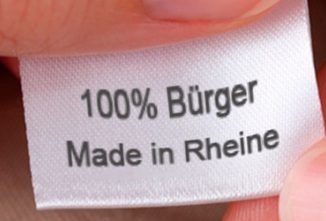 100% Bürger
Made in Rheine